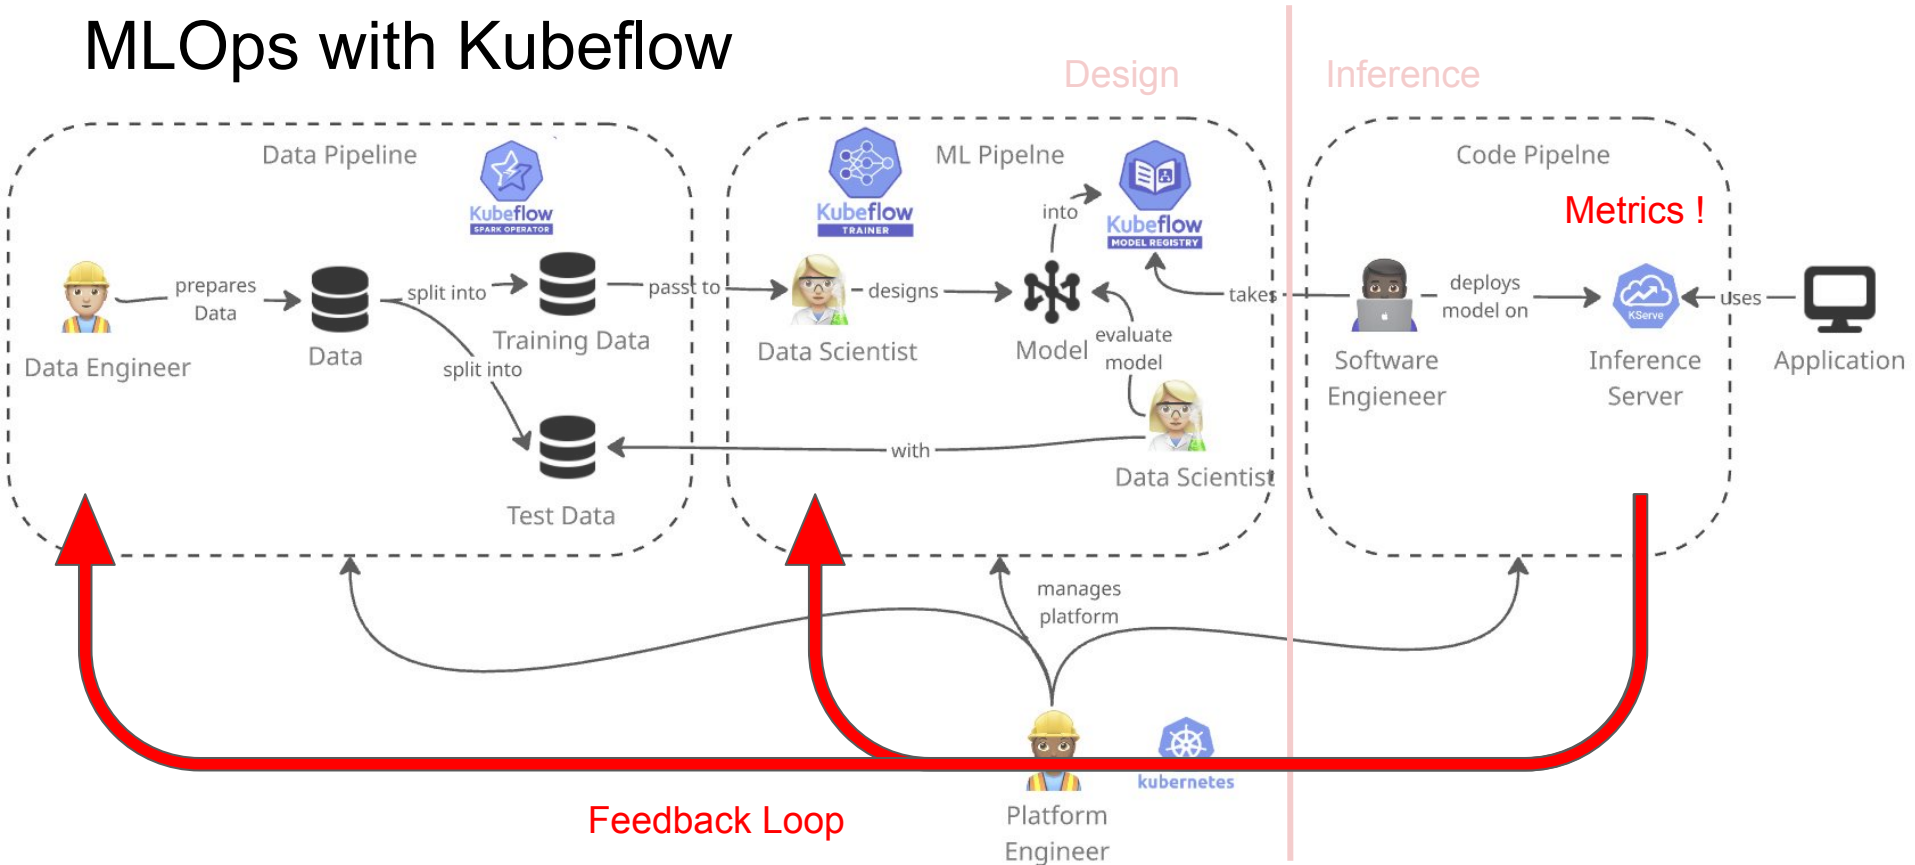 MLOps with Kubeflow
Design
Inference
Data Pipeline
Kubeflow
SPARK OPERATOR
prepares
Data
Data Engineer
Data
split into
split into
Training Data
Test Data
passt to
ML Pipelne
Kubeflow
TRAINER
Kubeflow
MODEL REGISTRY
into
Data Scientist
designs
Model
evaluate
model
with
Data Scientist
takes
Code Pipelne
Metrics !
Software
Engieneer
deploys
model on
KServe
Inference
Server
uses
Application
manages
platform
kubernetes
Platform
Engineer
Feedback Loop